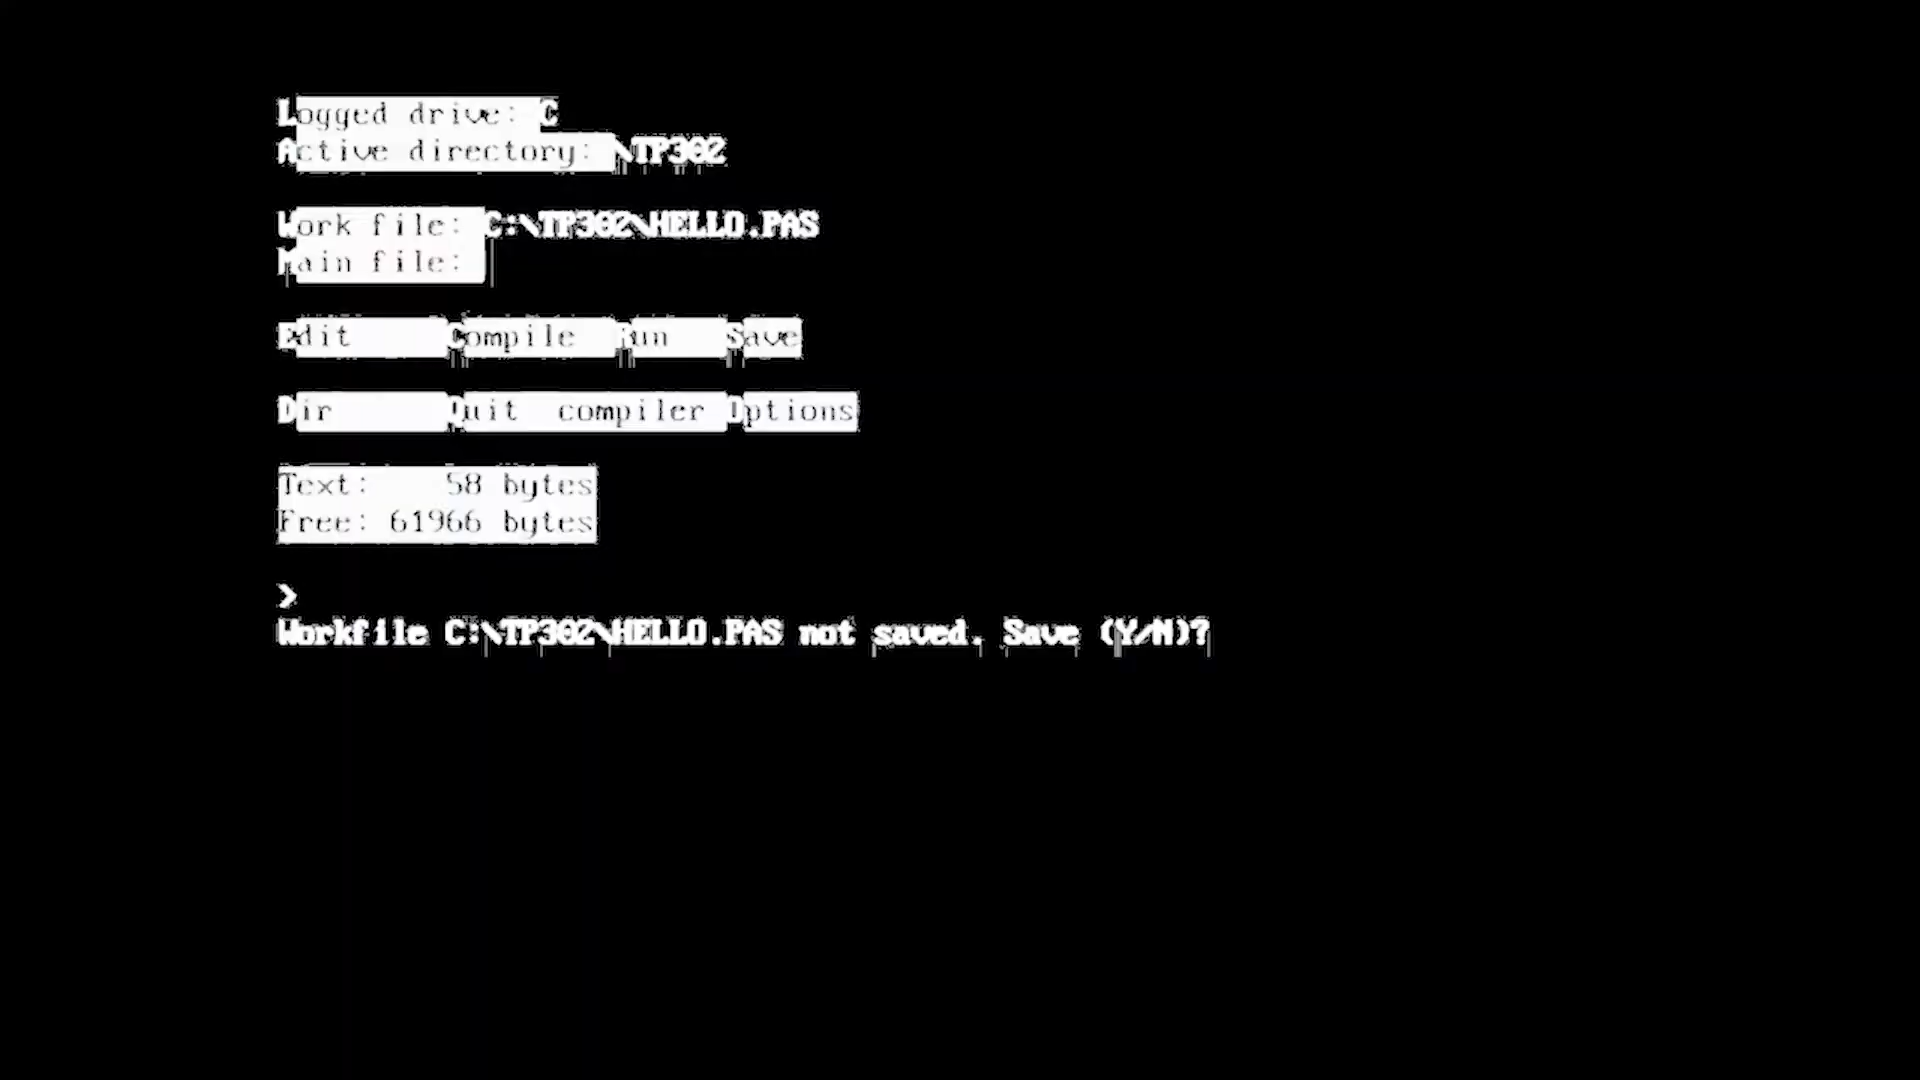 Logged drive: C
Active directory: \TP302

Work file: C:\TP302\HELLO.PAS
Main file:

Edit     Compile  Run   Save

Dir      Quit  compiler Options

Text:    58 bytes
Free: 61966 bytes

>
Workfile C:\TP302\HELLO.PAS not saved. Save (Y/N)?